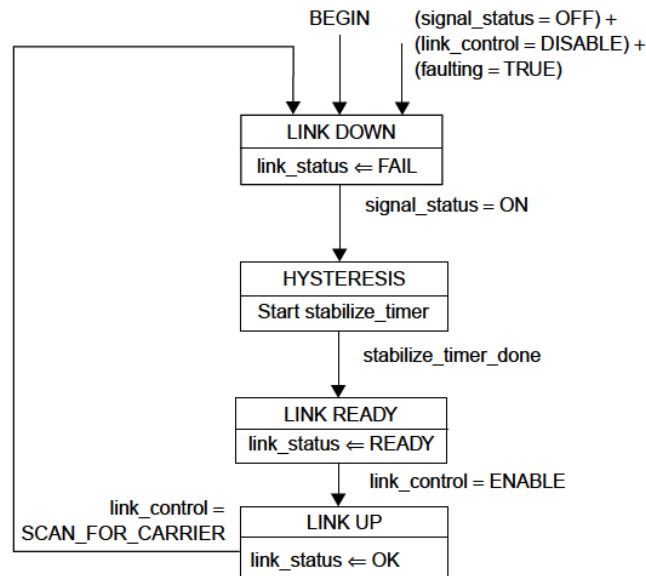 BEGIN
(signal_status = OFF) +
(link_control = DISABLE) +
(faulting = TRUE)
LINK DOWN
link_status ⇐ FAIL
signal_status = ON
HYSTERESIS
Start stabilize_timer
stabilize_timer_done
LINK READY
link_status ⇐ READY
link_control = ENABLE
link_control =
SCAN_FOR_CARRIER
LINK UP
link_status ⇐ OK